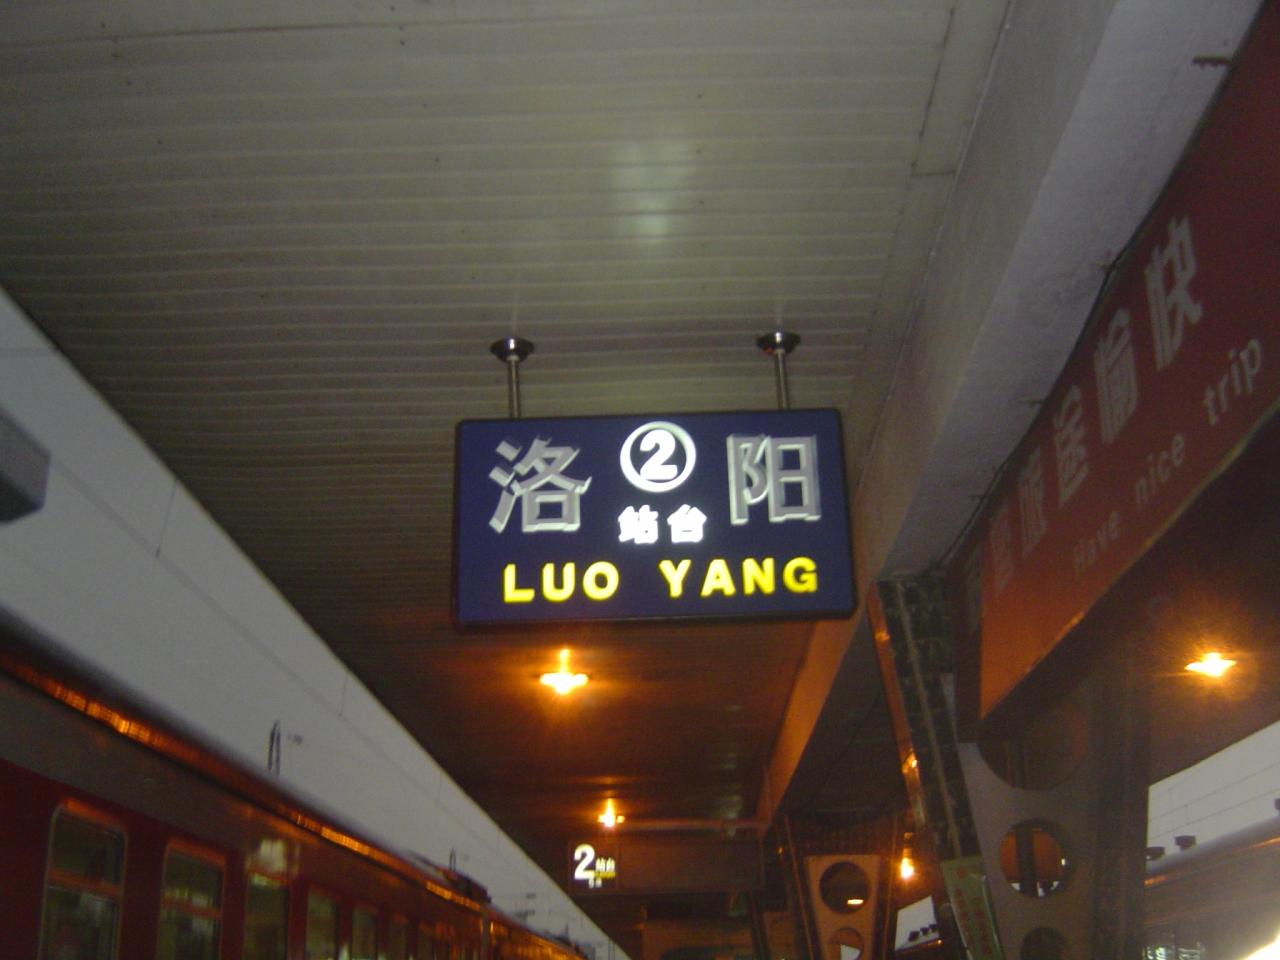 洛 ② 阳
站台
LUO YANG
旅途愉快
Have nice trip
2站台